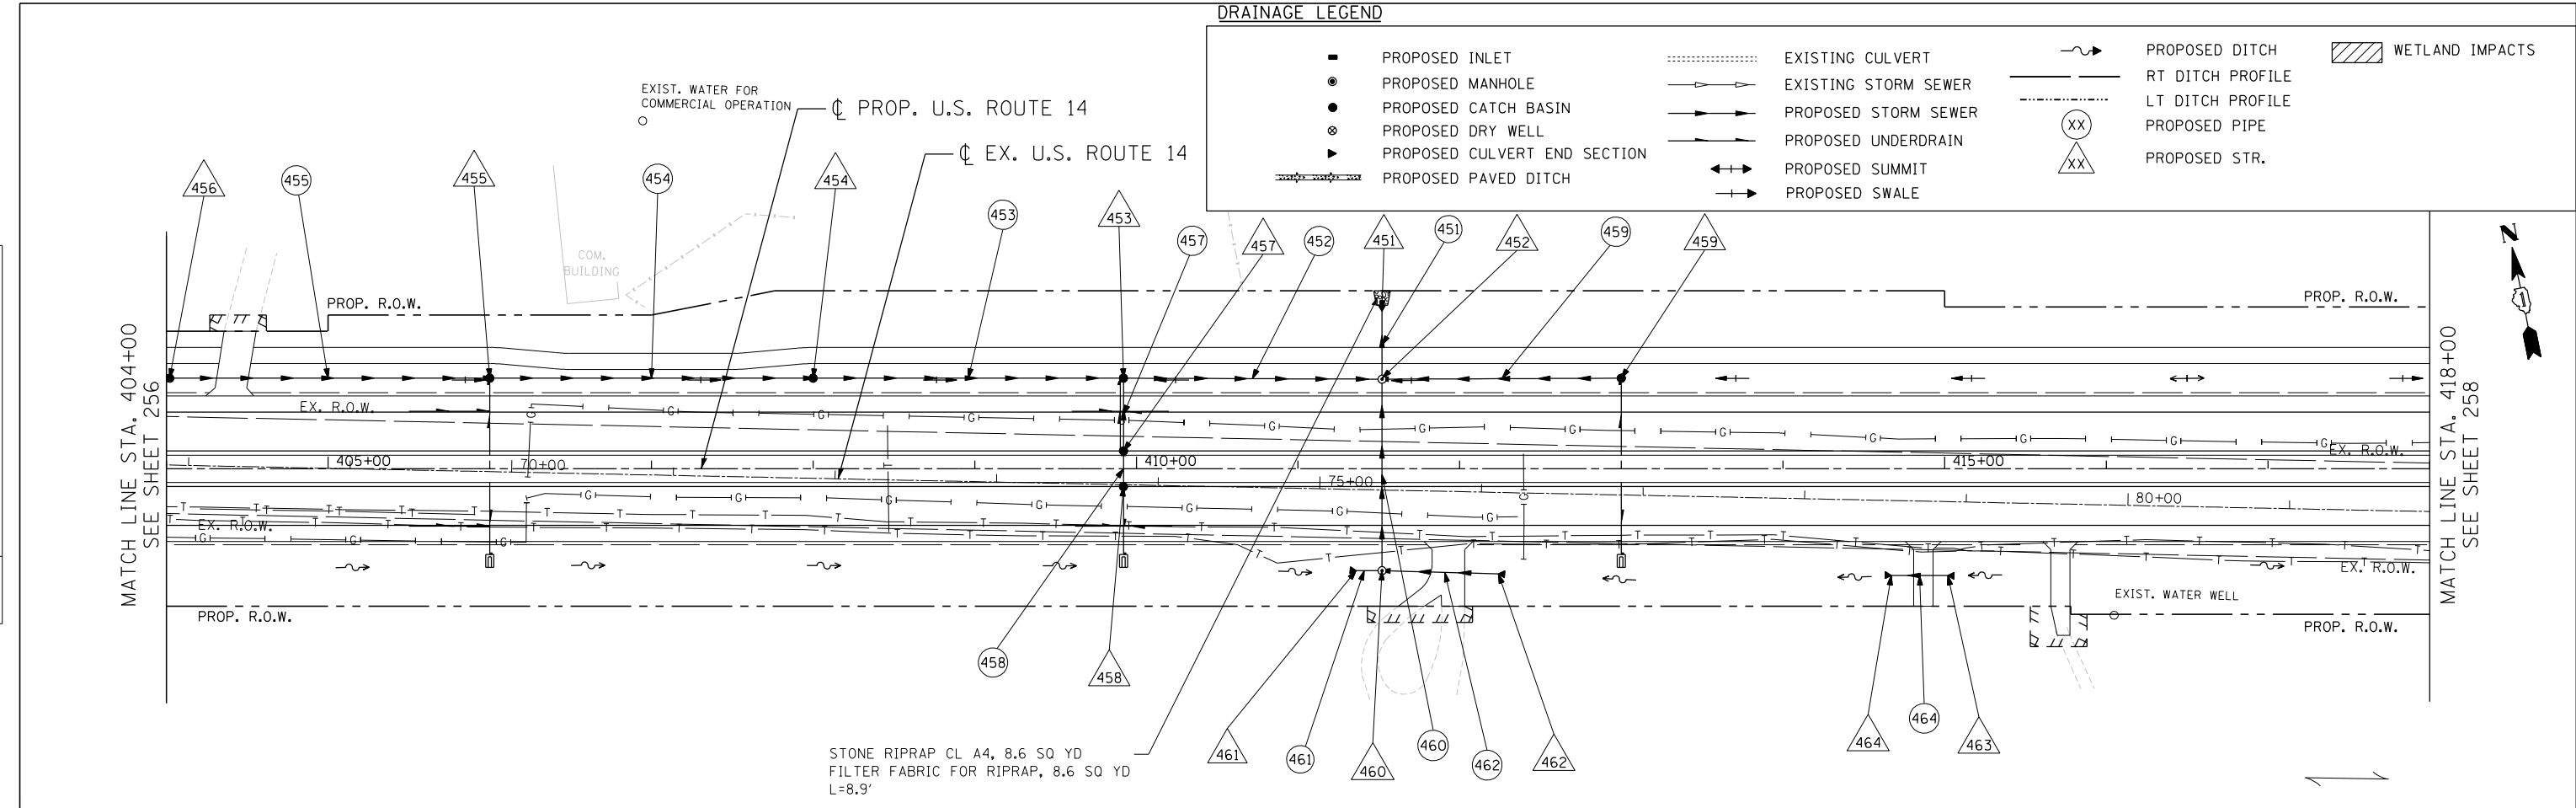 DRAINAGE LEGEND
PROPOSED INLET
PROPOSED MANHOLE
PROPOSED CATCH BASIN
PROPOSED DRY WELL
PROPOSED CULVERT END SECTION
PROPOSED PAVED DITCH
EXISTING CULVERT
EXISTING STORM SEWER
PROPOSED STORM SEWER
PROPOSED UNDERDRAIN
PROPOSED SUMMIT
PROPOSED SWALE
PROPOSED DITCH
RT DITCH PROFILE
LT DITCH PROFILE
XX PROPOSED PIPE
XX PROPOSED STR.
WETLAND IMPACTS
EXIST. WATER FOR
COMMERCIAL OPERATION
℄ PROP. U.S. ROUTE 14
℄ EX. U.S. ROUTE 14
456
455
455
454
454
453
453
457
457
452
451
451
452
459
459
N
1
COM.
BUILDING
PROP. R.O.W.
PROP. R.O.W.
MATCH LINE STA. 404+00
SEE SHEET 256
EX. R.O.W.
G G G G G G G G G G G G G
EX. R.O.W.
405+00
70+00
410+00
415+00
75+00
80+00
G G G G G G G
T T T T T T T T
EX. R.O.W.
G G G
EX. R.O.W.
MATCH LINE STA. 418+00
SEE SHEET 258
EXIST. WATER WELL
PROP. R.O.W.
PROP. R.O.W.
458
458
461
461
460
460
462
462
464
464
463
STONE RIPRAP CL A4, 8.6 SQ YD
FILTER FABRIC FOR RIPRAP, 8.6 SQ YD
L=8.9'